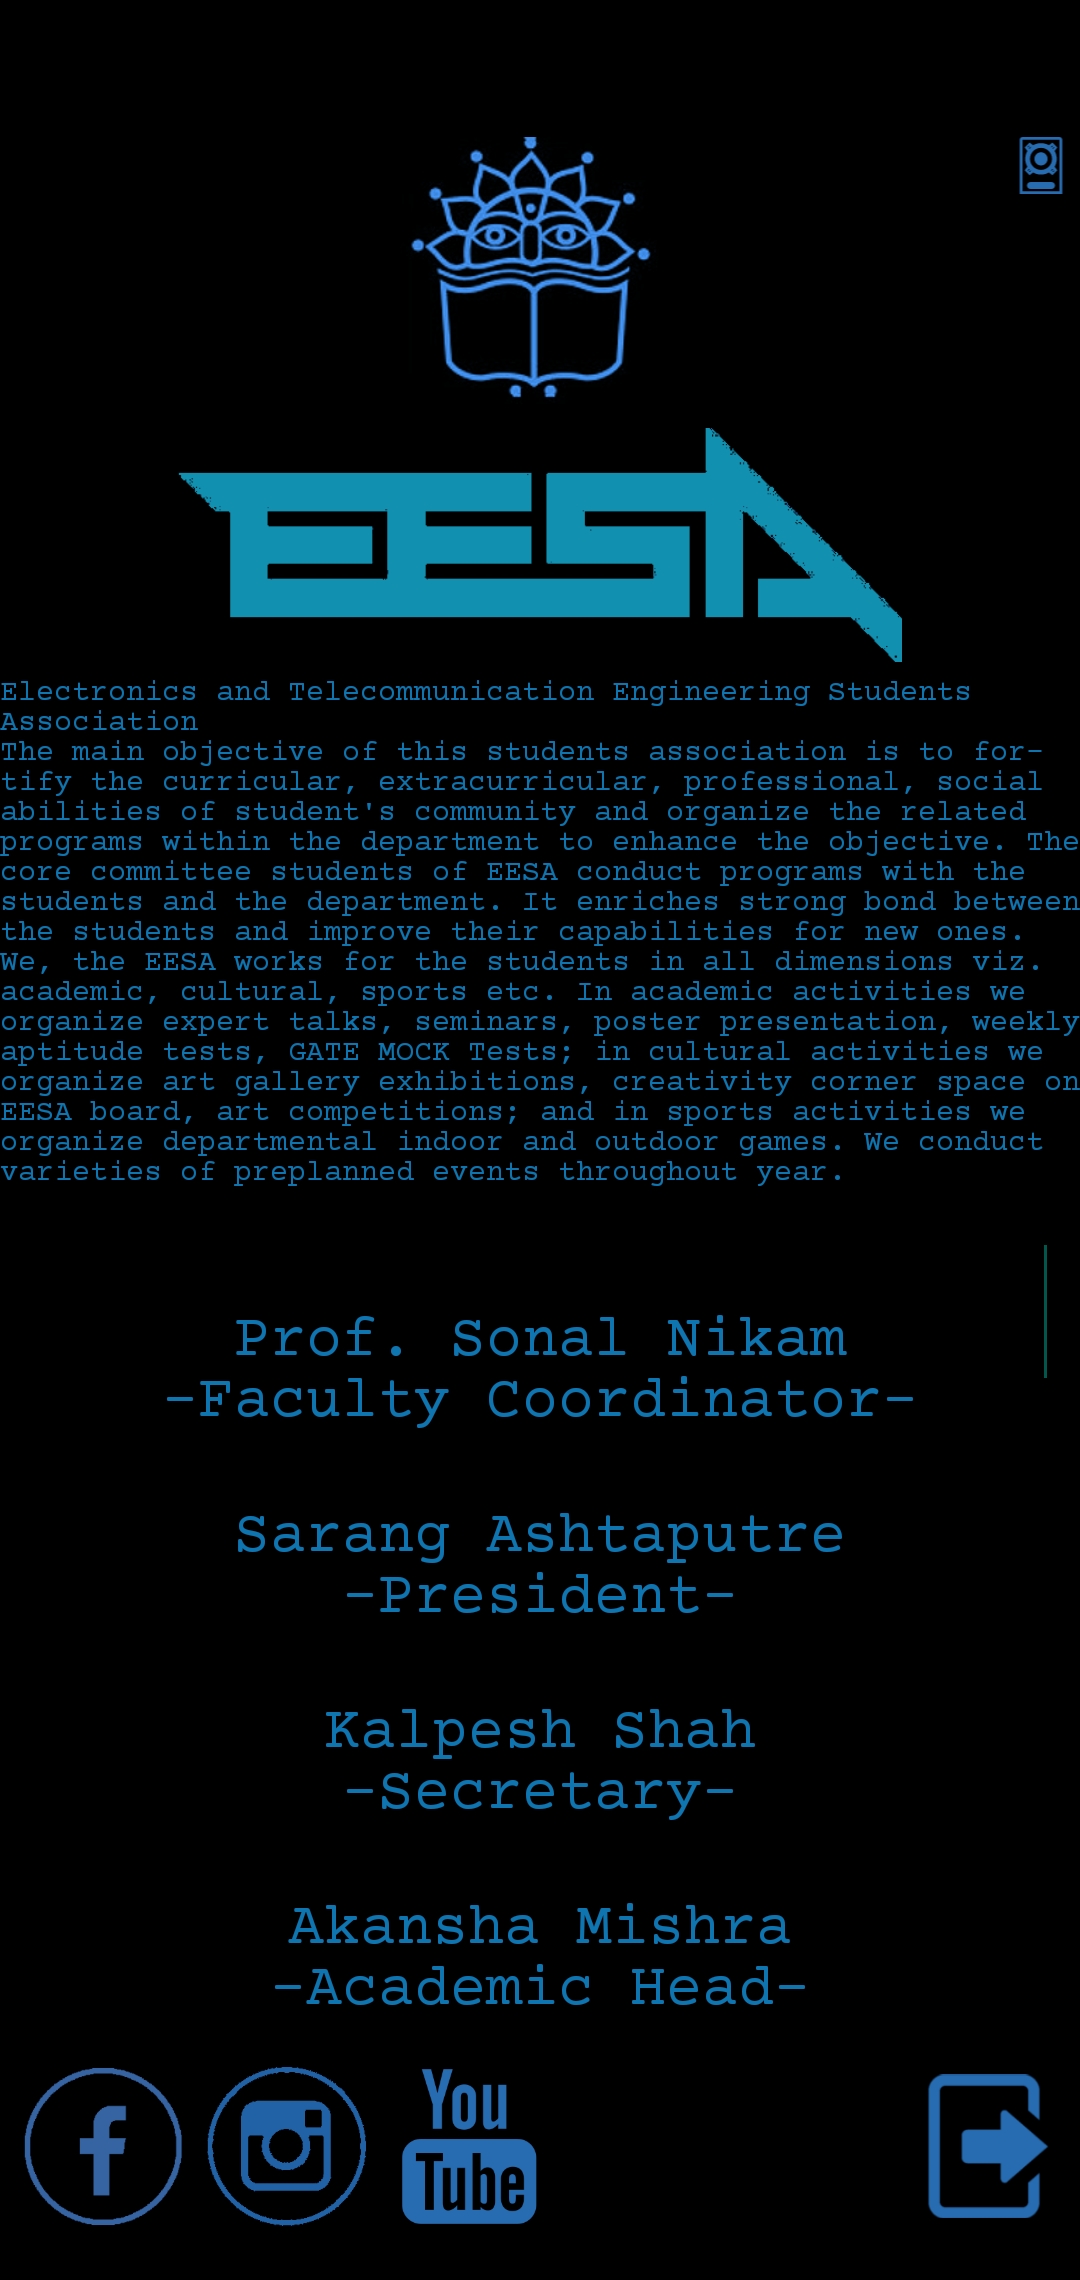 EESA
Electronics and Telecommunication Engineering Students
Association
The main objective of this students association is to for-
tify the curricular, extracurricular, professional, social
abilities of student's community and organize the related
programs within the department to enhance the objective. The
core committee students of EESA conduct programs with the
students and the department. It enriches strong bond between
the students and improve their capabilities for new ones.
We, the EESA works for the students in all dimensions viz.
academic, cultural, sports etc. In academic activities we
organize expert talks, seminars, poster presentation, weekly
aptitude tests, GATE MOCK Tests; in cultural activities we
organize art gallery exhibitions, creativity corner space on
EESA board, art competitions; and in sports activities we
organize departmental indoor and outdoor games. We conduct
varieties of preplanned events throughout year.
Prof. Sonal Nikam
-Faculty Coordinator-
Sarang Ashtaputre
-President-
Kalpesh Shah
-Secretary-
Akansha Mishra
-Academic Head-
f
You
Tube